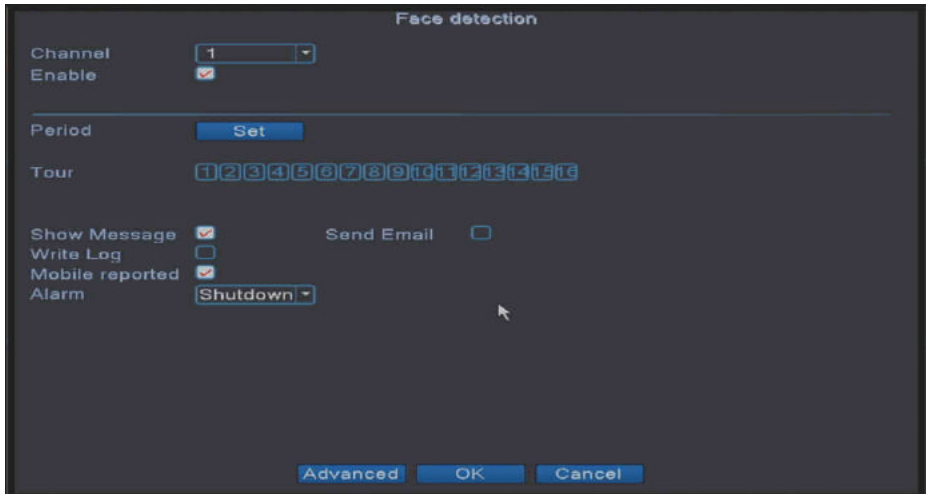 Face detection
Channel 1
Enable
Period Set
Tour 1 2 3 4 5 6 7 8 9 10 11 12 13 14 15 16
Show Message Send Email
Write Log
Mobile reported
Alarm Shutdown
Advanced OK Cancel